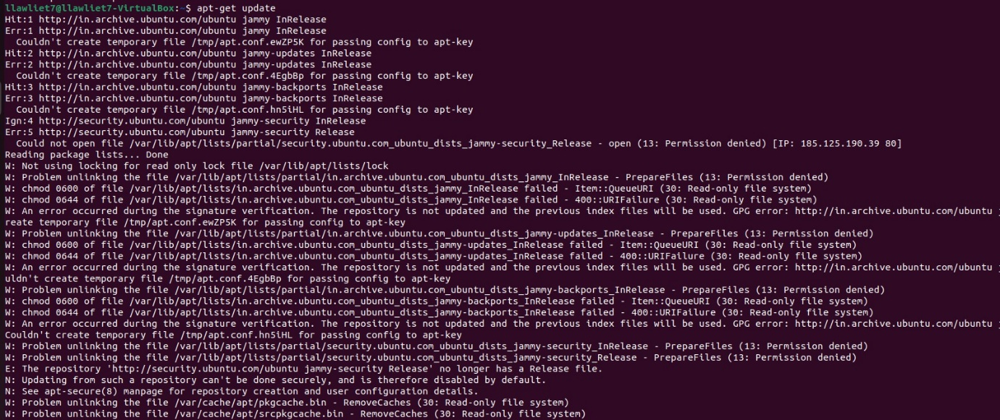 llawliet7@llawliet7-VirtualBox:~$ apt-get update
Hit:1 http://in.archive.ubuntu.com/ubuntu jammy InRelease
Err:1 http://in.archive.ubuntu.com/ubuntu jammy InRelease
  Couldn't create temporary file /tmp/apt.conf.ewZP5K for passing config to apt-key
Hit:2 http://in.archive.ubuntu.com/ubuntu jammy-updates InRelease
Err:2 http://in.archive.ubuntu.com/ubuntu jammy-updates InRelease
  Couldn't create temporary file /tmp/apt.conf.4EgbBp for passing config to apt-key
Hit:3 http://in.archive.ubuntu.com/ubuntu jammy-backports InRelease
Err:3 http://in.archive.ubuntu.com/ubuntu jammy-backports InRelease
  Couldn't create temporary file /tmp/apt.conf.hn5iHL for passing config to apt-key
Ign:4 http://security.ubuntu.com/ubuntu jammy-security InRelease
Err:5 http://security.ubuntu.com/ubuntu jammy-security Release
  Could not open file /var/lib/apt/lists/partial/security.ubuntu.com_ubuntu_dists_jammy-security_Release - open (13: Permission denied) [IP: 185.125.190.39 80]
Reading package lists... Done
W: Not using locking for read only lock file /var/lib/apt/lists/lock
W: Problem unlinking the file /var/lib/apt/lists/partial/in.archive.ubuntu.com_ubuntu_dists_jammy_InRelease - PrepareFiles (13: Permission denied)
W: chmod 0600 of file /var/lib/apt/lists/in.archive.ubuntu.com_ubuntu_dists_jammy_InRelease failed - Item::QueueURI (30: Read-only file system)
W: chmod 0644 of file /var/lib/apt/lists/in.archive.ubuntu.com_ubuntu_dists_jammy_InRelease failed - 400::URIFailure (30: Read-only file system)
W: An error occurred during the signature verification. The repository is not updated and the previous index files will be used. GPG error: http://in.archive.ubuntu.com/ubuntu
reate temporary file /tmp/apt.conf.ewZP5K for passing config to apt-key
W: Problem unlinking the file /var/lib/apt/lists/partial/in.archive.ubuntu.com_ubuntu_dists_jammy-updates_InRelease - PrepareFiles (13: Permission denied)
W: chmod 0600 of file /var/lib/apt/lists/in.archive.ubuntu.com_ubuntu_dists_jammy-updates_InRelease failed - Item::QueueURI (30: Read-only file system)
W: chmod 0644 of file /var/lib/apt/lists/in.archive.ubuntu.com_ubuntu_dists_jammy-updates_InRelease failed - 400::URIFailure (30: Read-only file system)
W: An error occurred during the signature verification. The repository is not updated and the previous index files will be used. GPG error: http://in.archive.ubuntu.com/ubuntu
uldn't create temporary file /tmp/apt.conf.4EgbBp for passing config to apt-key
W: Problem unlinking the file /var/lib/apt/lists/partial/in.archive.ubuntu.com_ubuntu_dists_jammy-backports_InRelease - PrepareFiles (13: Permission denied)
W: chmod 0600 of file /var/lib/apt/lists/in.archive.ubuntu.com_ubuntu_dists_jammy-backports_InRelease failed - Item::QueueURI (30: Read-only file system)
W: chmod 0644 of file /var/lib/apt/lists/in.archive.ubuntu.com_ubuntu_dists_jammy-backports_InRelease failed - 400::URIFailure (30: Read-only file system)
W: An error occurred during the signature verification. The repository is not updated and the previous index files will be used. GPG error: http://in.archive.ubuntu.com/ubuntu
Couldn't create temporary file /tmp/apt.conf.hn5iHL for passing config to apt-key
W: Problem unlinking the file /var/lib/apt/lists/partial/security.ubuntu.com_ubuntu_dists_jammy-security_InRelease - PrepareFiles (13: Permission denied)
W: Problem unlinking the file /var/lib/apt/lists/partial/security.ubuntu.com_ubuntu_dists_jammy-security_Release - PrepareFiles (13: Permission denied)
E: The repository 'http://security.ubuntu.com/ubuntu jammy-security Release' no longer has a Release file.
N: Updating from such a repository can't be done securely, and is therefore disabled by default.
N: See apt-secure(8) manpage for repository creation and user configuration details.
W: Problem unlinking the file /var/cache/apt/pkgcache.bin - RemoveCaches (30: Read-only file system)
W: Problem unlinking the file /var/cache/apt/srcpkgcache.bin - RemoveCaches (30: Read-only file system)